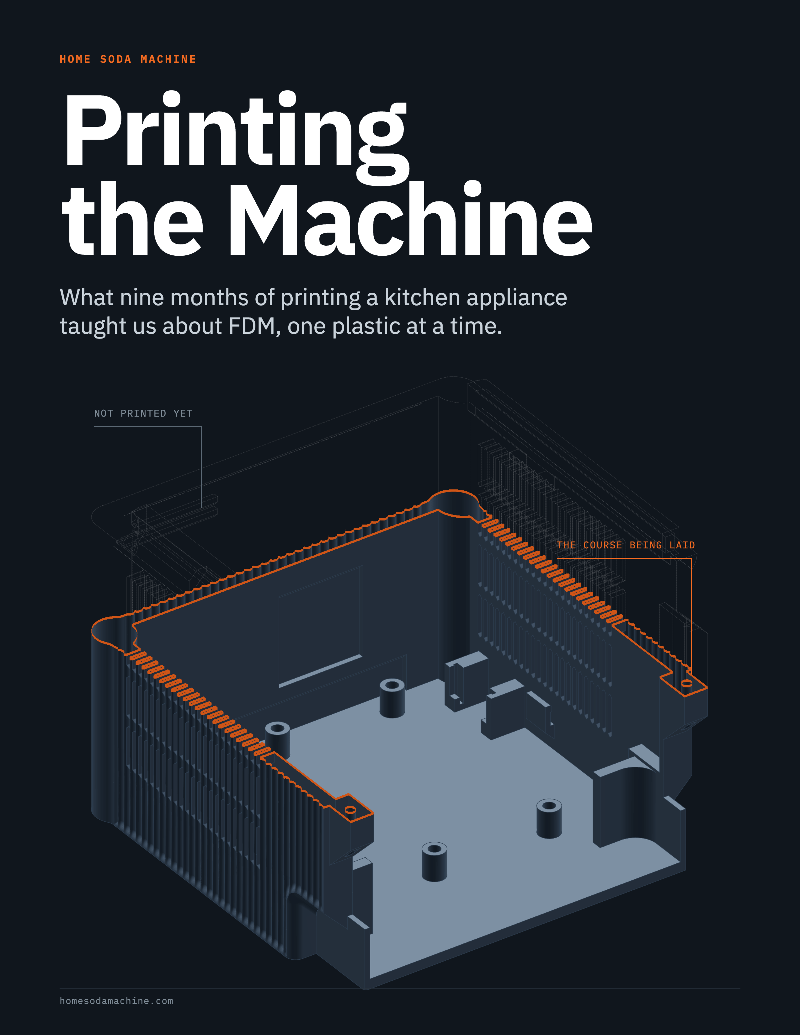 HOME SODA MACHINE
Printing
the Machine
What nine months of printing a kitchen appliance
taught us about FDM, one plastic at a time.
NOT PRINTED YET
THE COURSE BEING LAID
homesodamachine.com